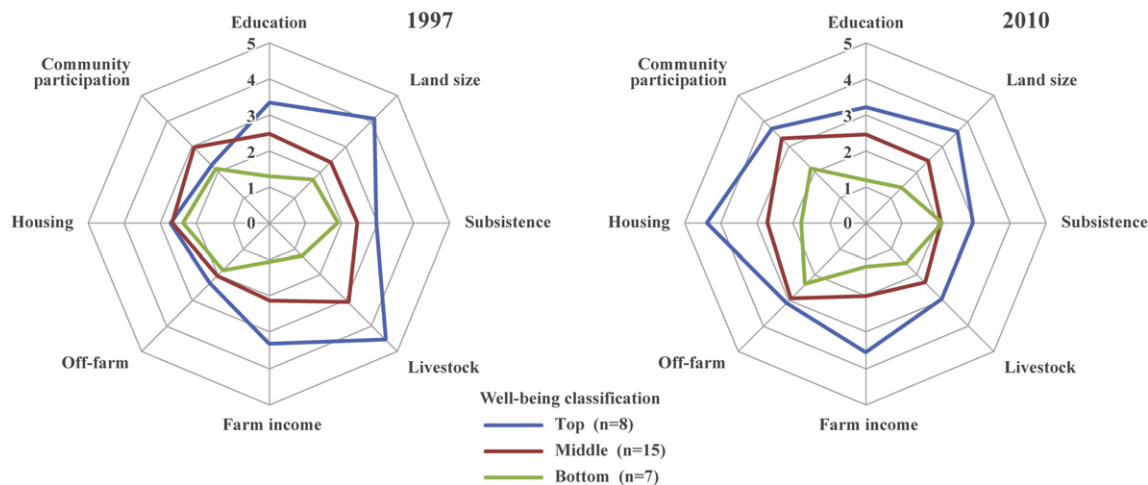 Education
1997
Community
participation
Land size
5
4
3
2
1
0
Housing
Subsistence
Off-farm
Livestock
Farm income
Education
2010
Community
participation
Land size
5
4
3
2
1
0
Housing
Subsistence
Off-farm
Livestock
Farm income
Well-being classification
Top (n=8)
Middle (n=15)
Bottom (n=7)